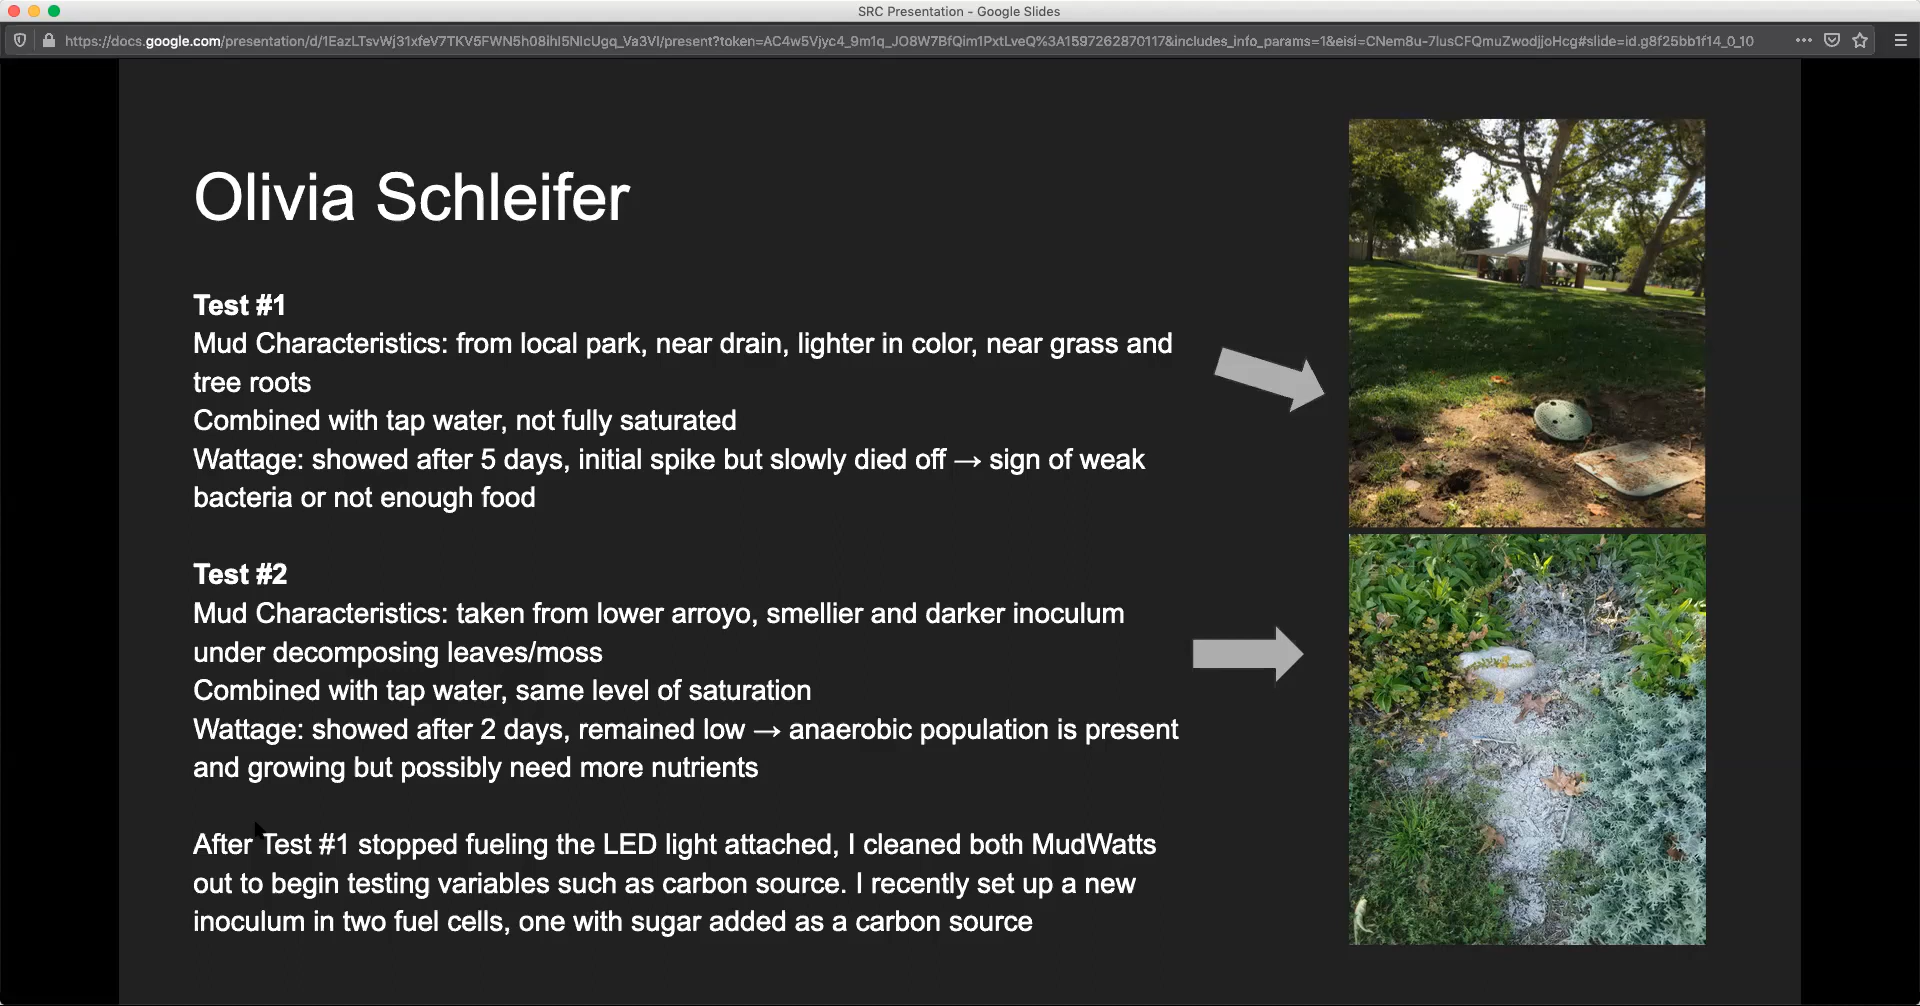 SRC Presentation - Google Slides
https://docs.google.com/presentation/d/1EazLTsvWj31xfeV7TKV5FWN5h08ihI5NIcUgq_Va3VI/present?token=AC4w5Vjyc4_9m1q_JO8W7BfQim1PxtLveQ%3A1597262870117&includes_info_params=1&eisi=CNem8u-7lusCFQmuZwodjjoHcg#slide=id.g8f25bb1f14_0_10
Olivia Schleifer
Test #1
Mud Characteristics: from local park, near drain, lighter in color, near grass and
tree roots
Combined with tap water, not fully saturated
Wattage: showed after 5 days, initial spike but slowly died off → sign of weak
bacteria or not enough food
Test #2
Mud Characteristics: taken from lower arroyo, smellier and darker inoculum
under decomposing leaves/moss
Combined with tap water, same level of saturation
Wattage: showed after 2 days, remained low → anaerobic population is present
and growing but possibly need more nutrients
After Test #1 stopped fueling the LED light attached, I cleaned both MudWatts
out to begin testing variables such as carbon source. I recently set up a new
inoculum in two fuel cells, one with sugar added as a carbon source